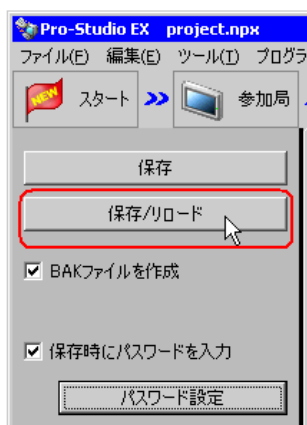 Pro-Studio EX project.npx
ファイル(F) 編集(E) ツール(T) プログラ
NEW スタート >> 参加局
保存
保存/リロード
BAKファイルを作成
保存時にパスワードを入力
パスワード設定